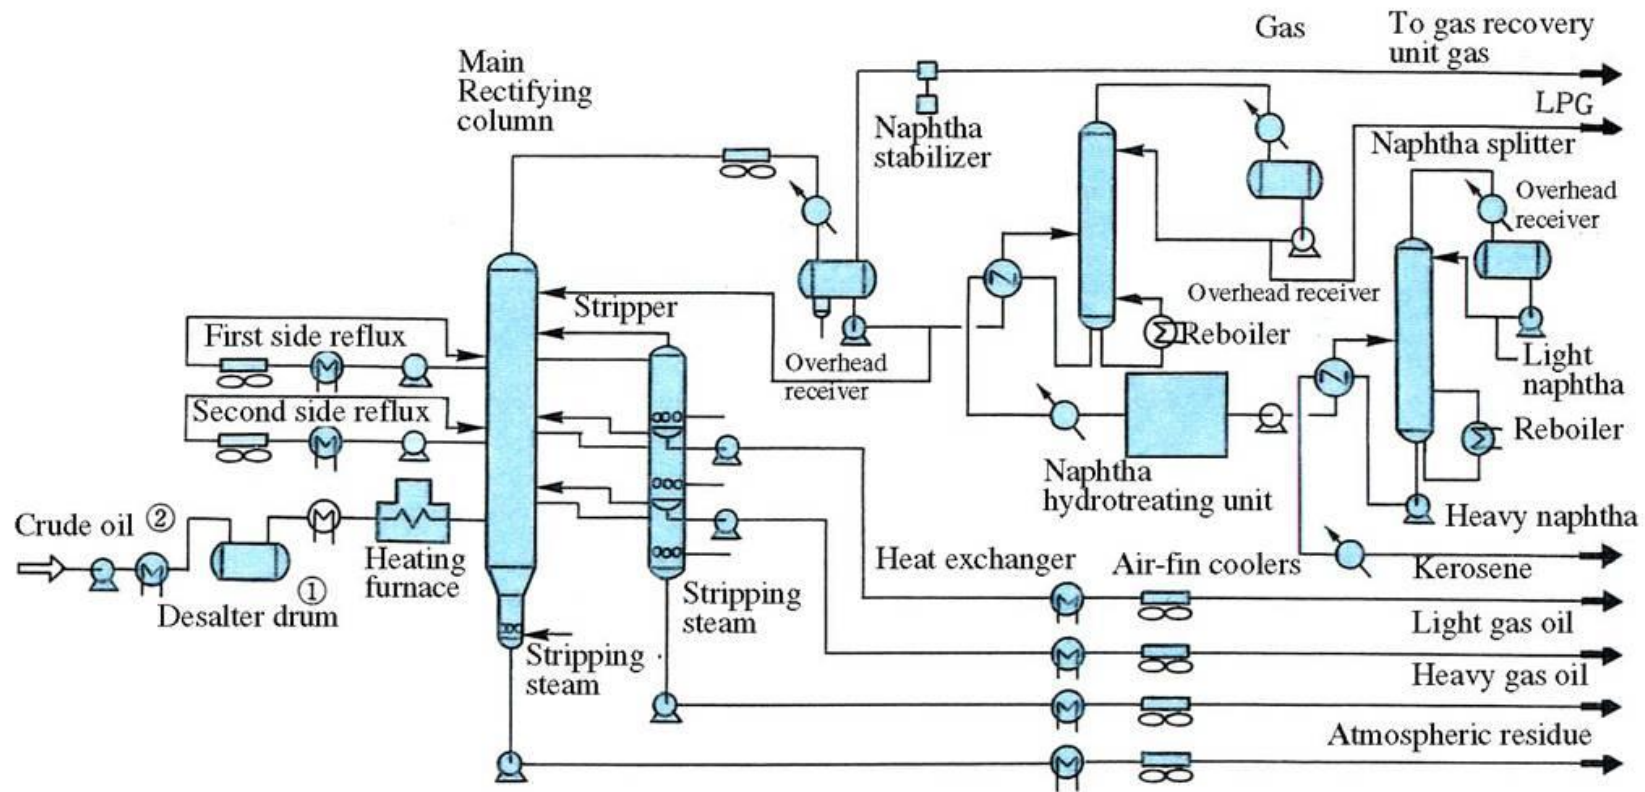 Gas
To gas recovery
unit gas
Main
Rectifying
column
LPG
Naphtha
stabilizer
Naphtha splitter
Overhead
receiver
Stripper
Overhead receiver
First side reflux
Reboiler
Overhead
receiver
Light
naphtha
Second side reflux
Reboiler
Naphtha
hydrotreating unit
Crude oil ②
Heavy naphtha
Heating
furnace
Heat exchanger
Air-fin coolers
Kerosene
①
Desalter drum
Stripping
steam
Light gas oil
Stripping
steam
Heavy gas oil
Atmospheric residue